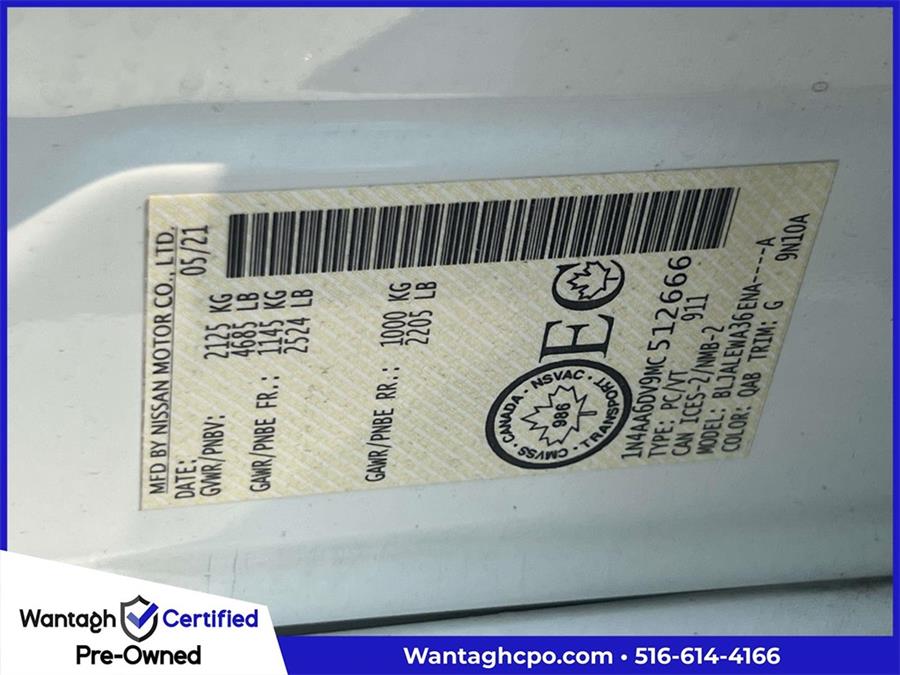 MFD BY NISSAN MOTOR CO., LTD.
DATE: 05/21
GVWR/PNBV: 2125 KG
4685 LB
GAWR/PNBE FR.: 1145 KG
2524 LB
GAWR/PNBE RR.: 1000 KG
2205 LB
CANADA · NSVAC · TRANSPORT · CMVSS
986
EC
1N4AA6DV9MC512666
TYPE: PC/VT 911
CAN ICES-2/NMB-2
MODEL: BLJALEWA36ENA----A
COLOR: QAB TRIM: G 9N10A
Wantagh Certified
Pre-Owned
Wantaghcpo.com • 516-614-4166